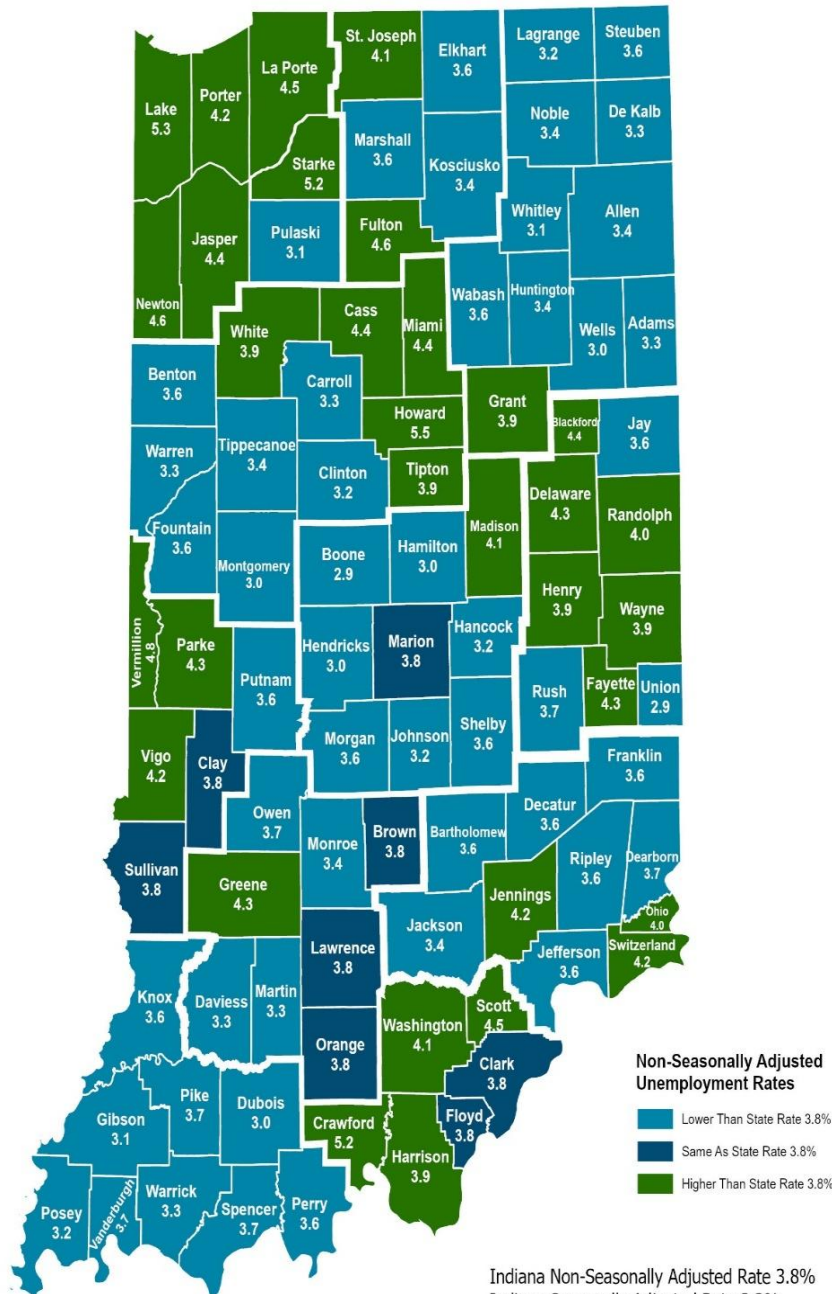 St. Joseph
4.1
Elkhart
3.6
Lagrange
3.2
Steuben
3.6
La Porte
4.5
Porter
4.2
Lake
5.3
Noble
3.4
De Kalb
3.3
Marshall
3.6
Kosciusko
3.4
Starke
5.2
Whitley
3.1
Allen
3.4
Pulaski
3.1
Fulton
4.6
Jasper
4.4
Newton
4.6
Wabash
3.6
Huntington
3.4
Wells
3.0
Adams
3.3
White
3.9
Cass
4.4
Miami
4.4
Benton
3.6
Carroll
3.3
Grant
3.9
Howard
5.5
Blackford
4.4
Jay
3.6
Warren
3.3
Tippecanoe
3.4
Clinton
3.2
Tipton
3.9
Delaware
4.3
Randolph
4.0
Madison
4.1
Fountain
3.6
Montgomery
3.0
Boone
2.9
Hamilton
3.0
Henry
3.9
Wayne
3.9
Vermillion
4.8
Parke
4.3
Putnam
3.6
Hendricks
3.0
Marion
3.8
Hancock
3.2
Rush
3.7
Fayette
4.3
Union
2.9
Morgan
3.6
Johnson
3.2
Shelby
3.6
Vigo
4.2
Clay
3.8
Franklin
3.6
Owen
3.7
Monroe
3.4
Brown
3.8
Bartholomew
3.6
Decatur
3.6
Ripley
3.6
Dearborn
3.7
Sullivan
3.8
Greene
4.3
Jennings
4.2
Ohio
4.0
Switzerland
4.2
Lawrence
3.8
Jackson
3.4
Jefferson
3.6
Knox
3.6
Daviess
3.3
Martin
3.3
Scott
4.5
Washington
4.1
Orange
3.8
Clark
3.8
Floyd
3.8
Pike
3.7
Dubois
3.0
Gibson
3.1
Crawford
5.2
Harrison
3.9
Posey
3.2
Vanderburgh
3.7
Warrick
3.3
Spencer
3.7
Perry
3.6
Non-Seasonally Adjusted
Unemployment Rates
Lower Than State Rate 3.8%
Same As State Rate 3.8%
Higher Than State Rate 3.8%
Indiana Non-Seasonally Adjusted Rate 3.8%